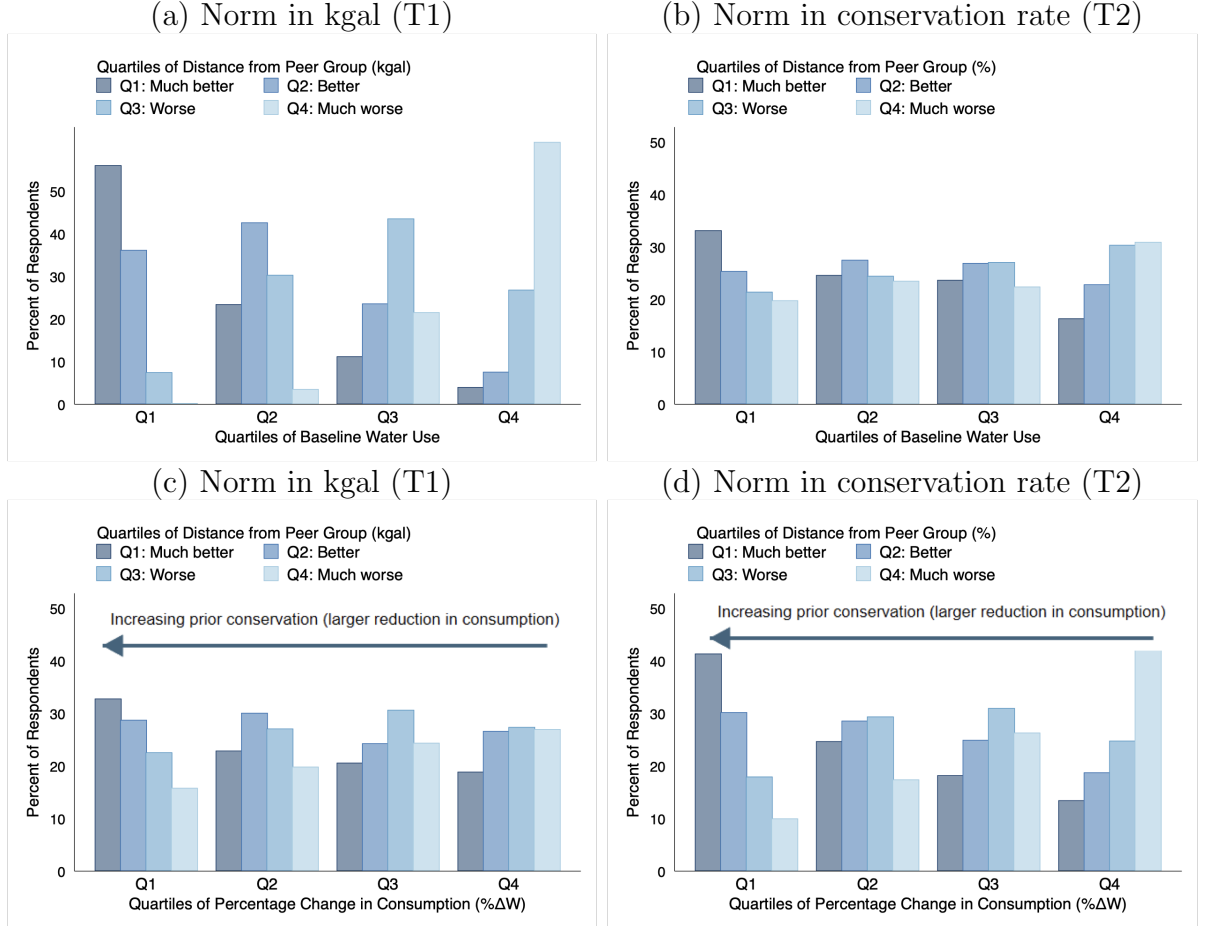 (a) Norm in kgal (T1)
Quartiles of Distance from Peer Group (kgal)
Q1: Much better
Q2: Better
Q3: Worse
Q4: Much worse
Percent of Respondents
50
40
30
20
10
0
Q1
Q2
Q3
Q4
Quartiles of Baseline Water Use
(b) Norm in conservation rate (T2)
Quartiles of Distance from Peer Group (%)
Q1: Much better
Q2: Better
Q3: Worse
Q4: Much worse
Percent of Respondents
50
40
30
20
10
0
Q1
Q2
Q3
Q4
Quartiles of Baseline Water Use
(c) Norm in kgal (T1)
Quartiles of Distance from Peer Group (kgal)
Q1: Much better
Q2: Better
Q3: Worse
Q4: Much worse
Increasing prior conservation (larger reduction in consumption)
Percent of Respondents
50
40
30
20
10
0
Q1
Q2
Q3
Q4
Quartiles of Percentage Change in Consumption (%ΔW)
(d) Norm in conservation rate (T2)
Quartiles of Distance from Peer Group (%)
Q1: Much better
Q2: Better
Q3: Worse
Q4: Much worse
Increasing prior conservation (larger reduction in consumption)
Percent of Respondents
50
40
30
20
10
0
Q1
Q2
Q3
Q4
Quartiles of Percentage Change in Consumption (%ΔW)